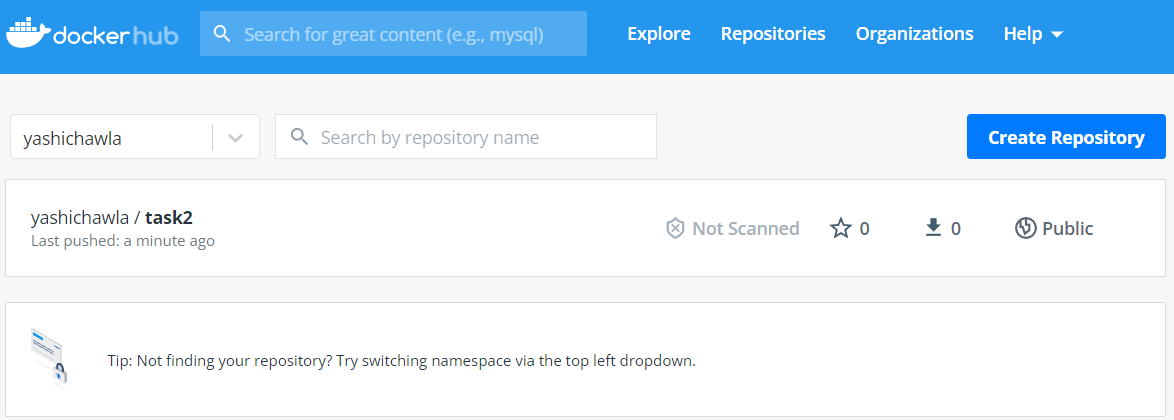 docker hub
Search for great content (e.g., mysql)
Explore
Repositories
Organizations
Help
yashichawla
Search by repository name
Create Repository
yashichawla / task2
Last pushed: a minute ago
Not Scanned
0
0
Public
Tip: Not finding your repository? Try switching namespace via the top left dropdown.